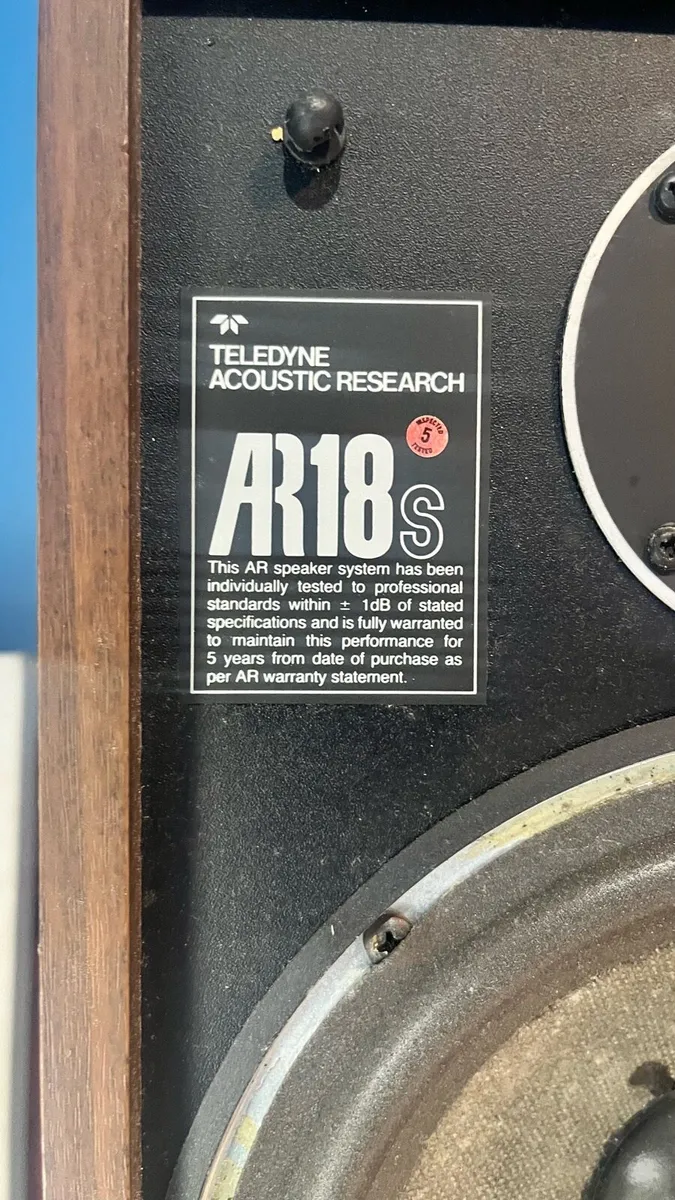 TELEDYNE
ACOUSTIC RESEARCH
INSPECTED
5
TESTED
AR18s
This AR speaker system has been
individually tested to professional
standards within ± 1dB of stated
specifications and is fully warranted
to maintain this performance for
5 years from date of purchase as
per AR warranty statement.